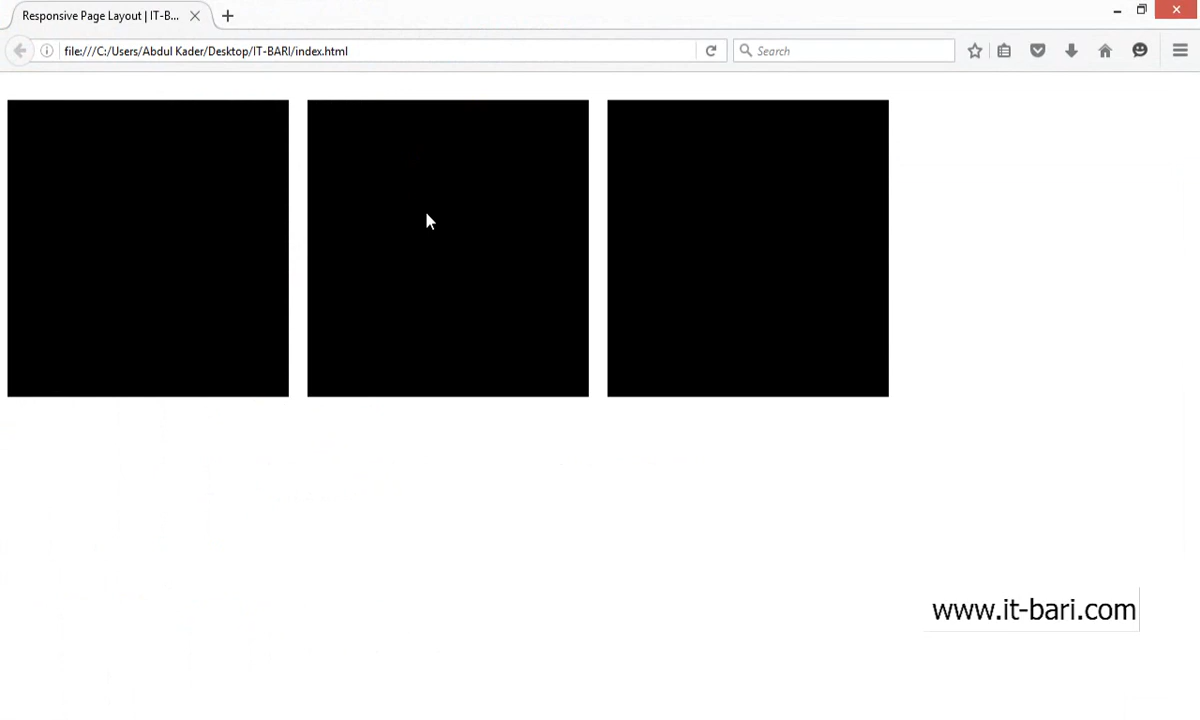 Responsive Page Layout | IT-B...
file:///C:/Users/Abdul Kader/Desktop/IT-BARI/index.html
Search
www.it-bari.com